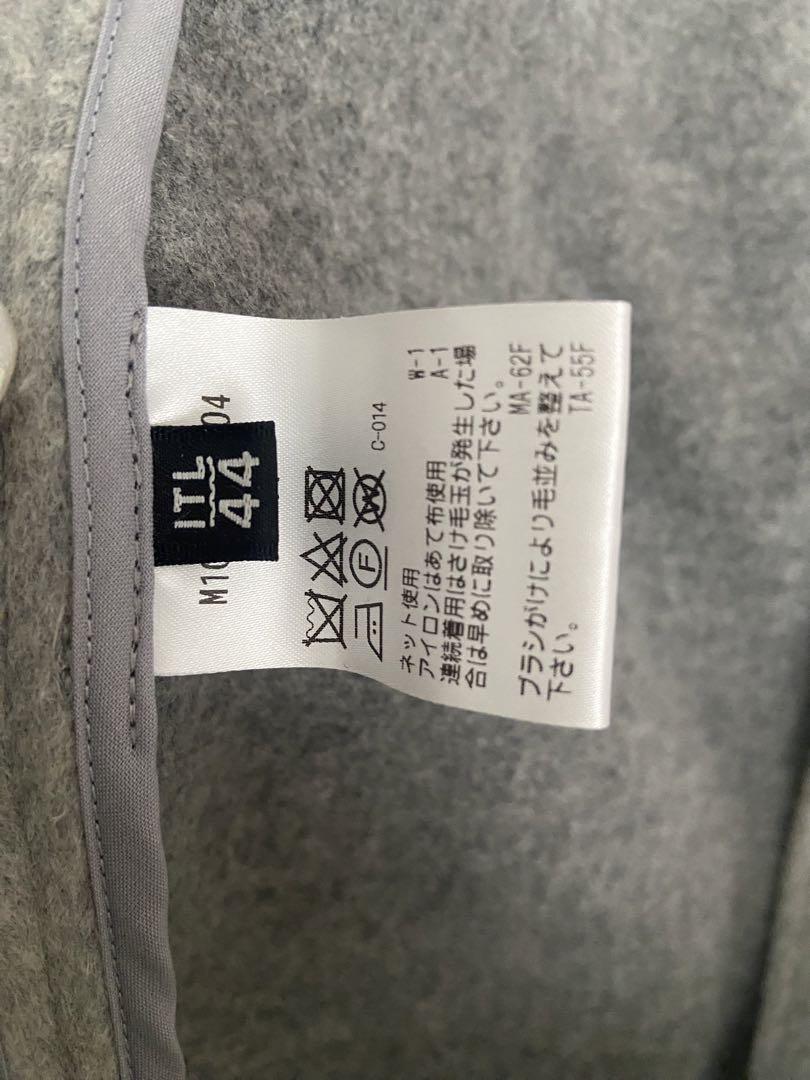 ITL
44
M10
04
F W
C-014
ネット使用 W-1
アイロンはあて布使用 A-1
連続着用はさけ毛玉が発生した場
合は早めに取り除いて下さい。
MA-62F
ブラシがけにより毛並みを整えて
下さい。 TA-55F